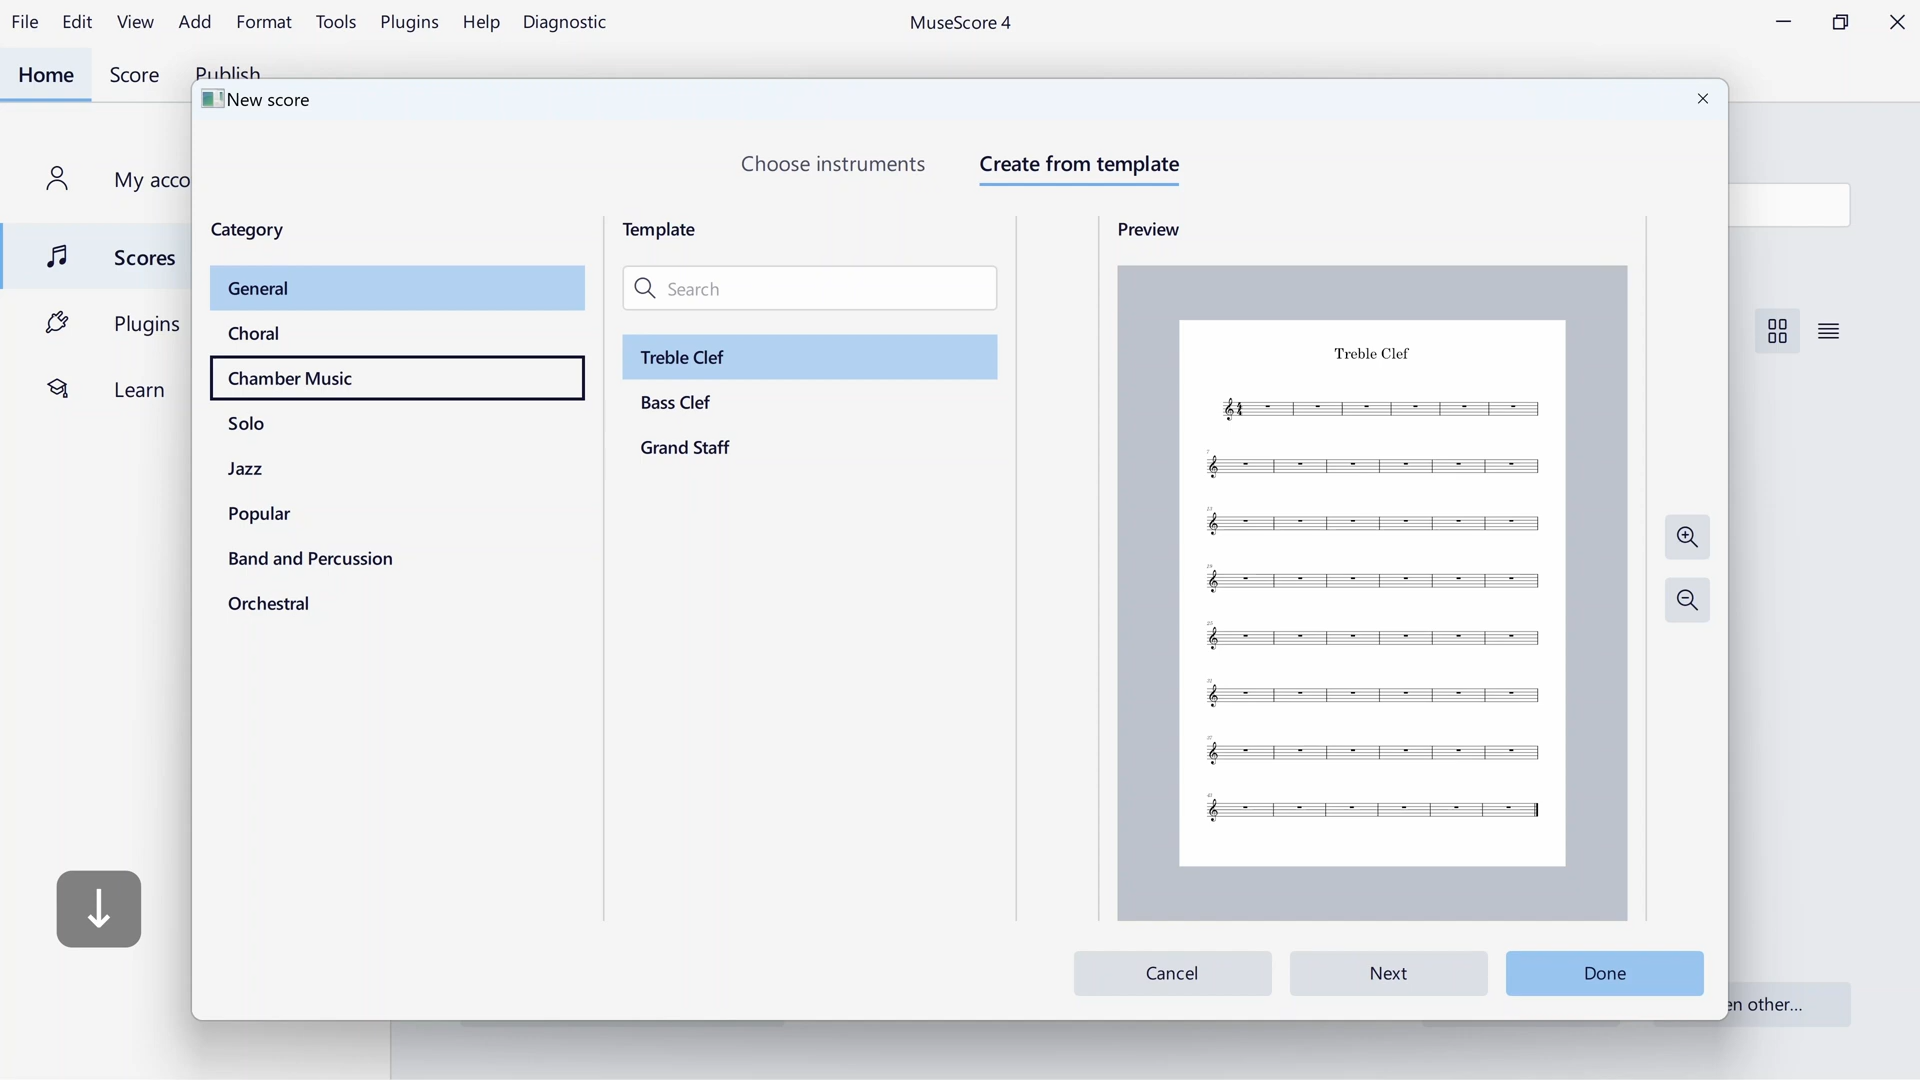 File Edit View Add Format Tools Plugins Help Diagnostic MuseScore 4
Home Score Publish
New score
My acco
Scores
Plugins
Learn
Choose instruments Create from template
Category
General
Choral
Chamber Music
Solo
Jazz
Popular
Band and Percussion
Orchestral
Template
Search
Treble Clef
Bass Clef
Grand Staff
Preview
Treble Clef
Cancel Next Done
en other...